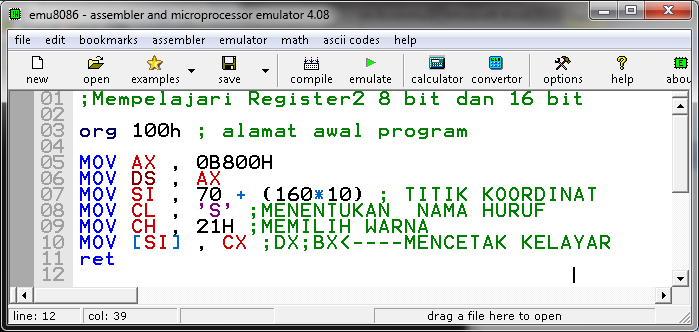 emu8086 - assembler and microprocessor emulator 4.08
file edit bookmarks assembler emulator math ascii codes help
new open examples save compile emulate calculator convertor options help abou
01 ;Mempelajari Register2 8 bit dan 16 bit
02
03 org 100h ; alamat awal program
04
05 MOV AX , 0B800H
06 MOV DS , AX
07 MOV SI , 70 + (160*10) ; TITIK KOORDINAT
08 MOV CL , 'S' ;MENENTUKAN  NAMA HURUF
09 MOV CH , 21H ;MEMILIH WARNA
10 MOV [SI] , CX ;DX;BX<----MENCETAK KELAYAR
11 ret
12
line: 12 col: 39 drag a file here to open